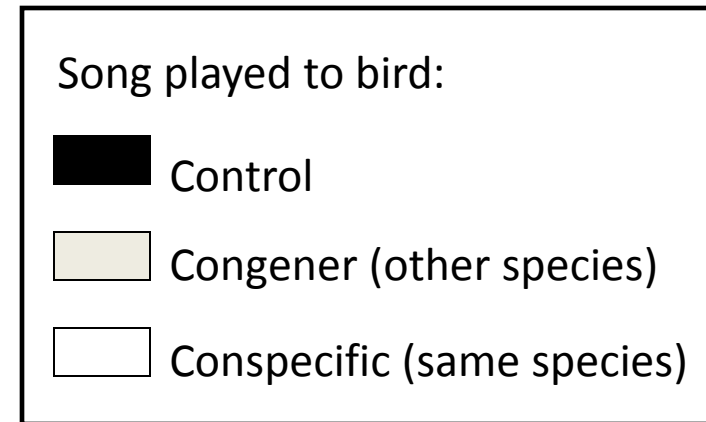 Song played to bird:
Control
Congener (other species)
Conspecific (same species)